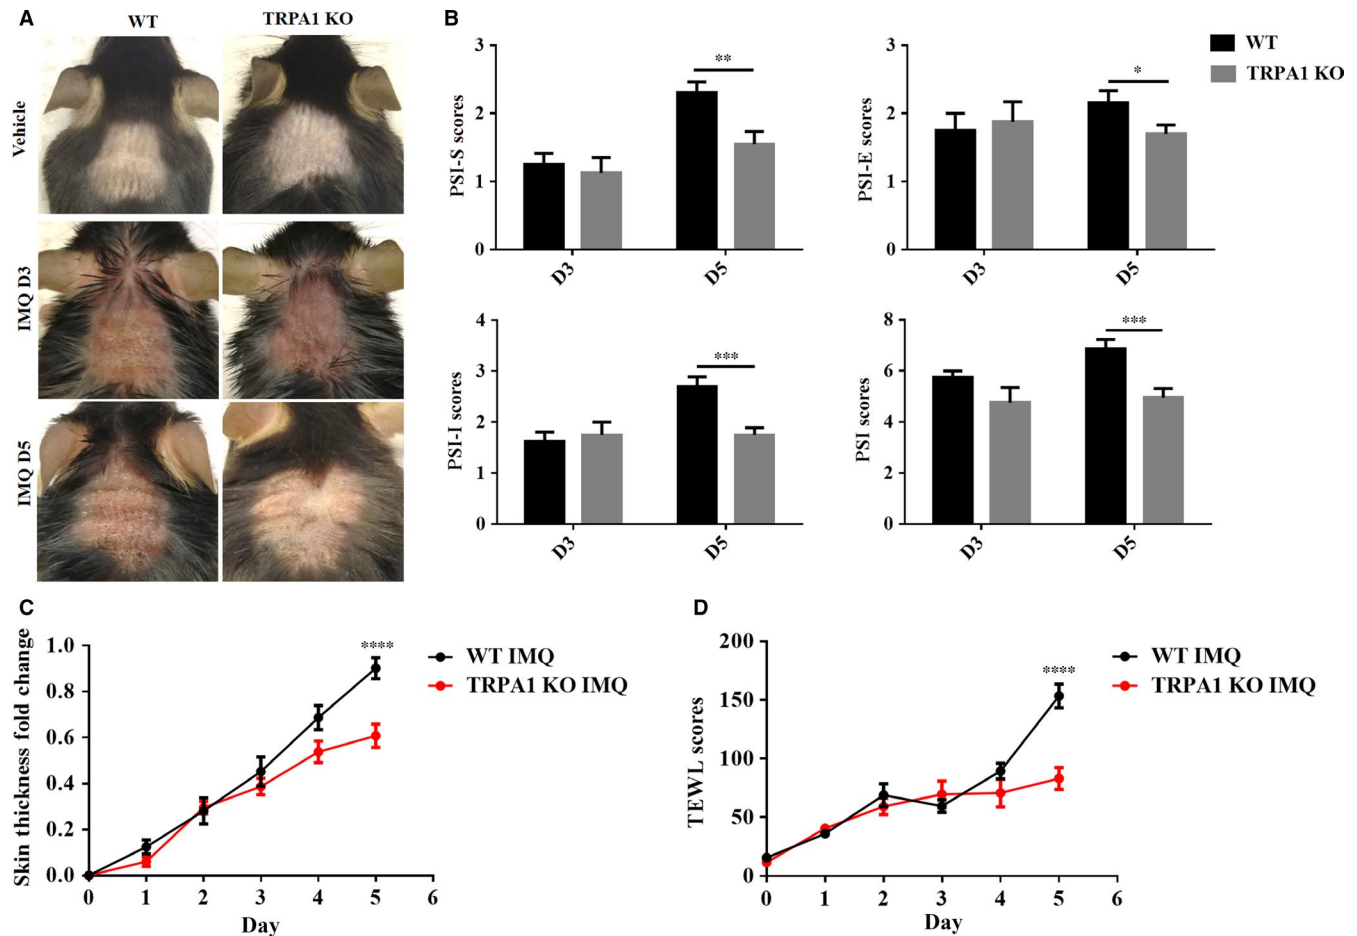 A
WT
TRPA1 KO
Vehicle
IMQ D3
IMQ D5
B
PSI-S scores
3
2
1
0
**
D3
D5
PSI-E scores
3
2
1
0
*
D3
D5
WT
TRPA1 KO
PSI-I scores
4
3
2
1
0
***
D3
D5
PSI scores
8
6
4
2
0
***
D3
D5
C
Skin thickness fold change
1.0
0.8
0.6
0.4
0.2
0.0
****
0 1 2 3 4 5 6
Day
WT IMQ
TRPA1 KO IMQ
D
TEWL scores
200
150
100
50
0
****
0 1 2 3 4 5 6
Day
WT IMQ
TRPA1 KO IMQ